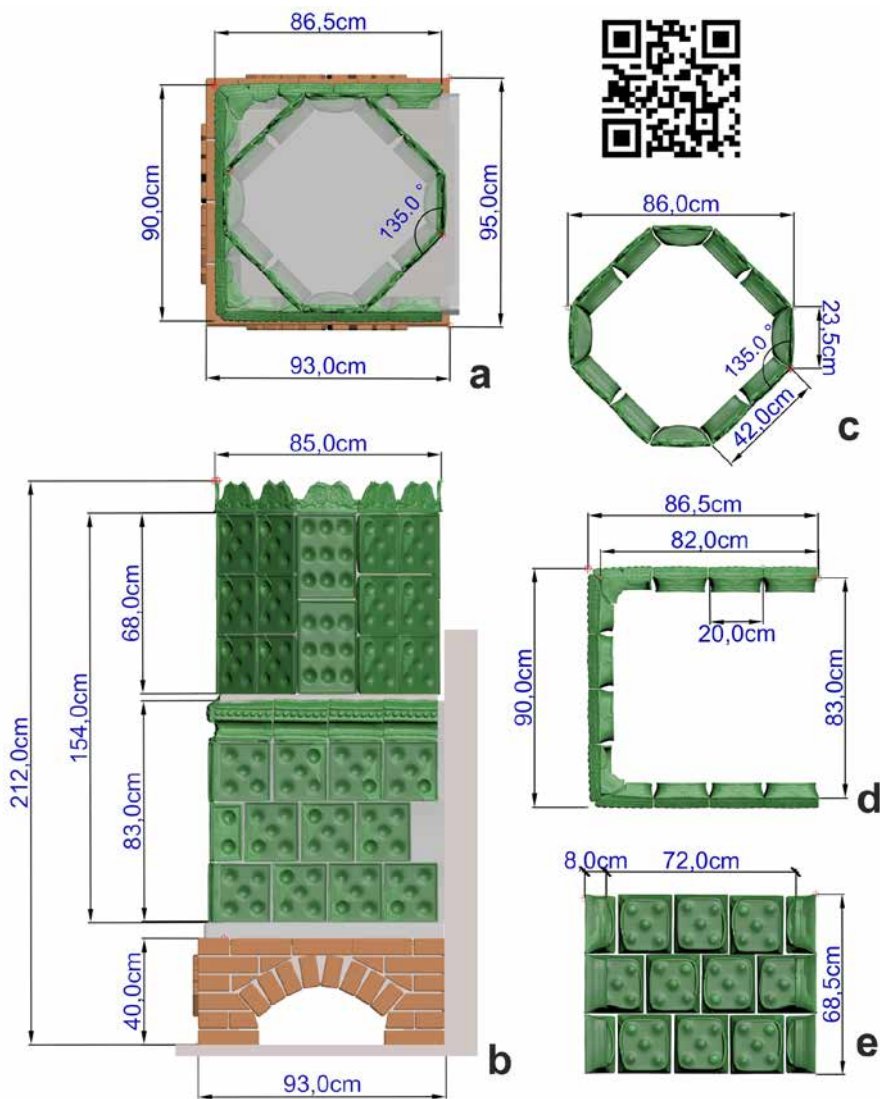 86,5cm
90,0cm
95,0cm
135.0 °
93,0cm
a
86,0cm
23,5cm
135.0 °
42,0cm
c
85,0cm
212,0cm
154,0cm
68,0cm
83,0cm
40,0cm
93,0cm
b
86,5cm
82,0cm
20,0cm
90,0cm
83,0cm
d
8,0cm
72,0cm
68,5cm
e